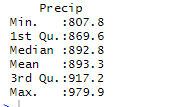 Precip
Min.   :807.8
1st Qu.:869.6
Median :892.8
Mean   :893.3
3rd Qu.:917.2
Max.   :979.9
>